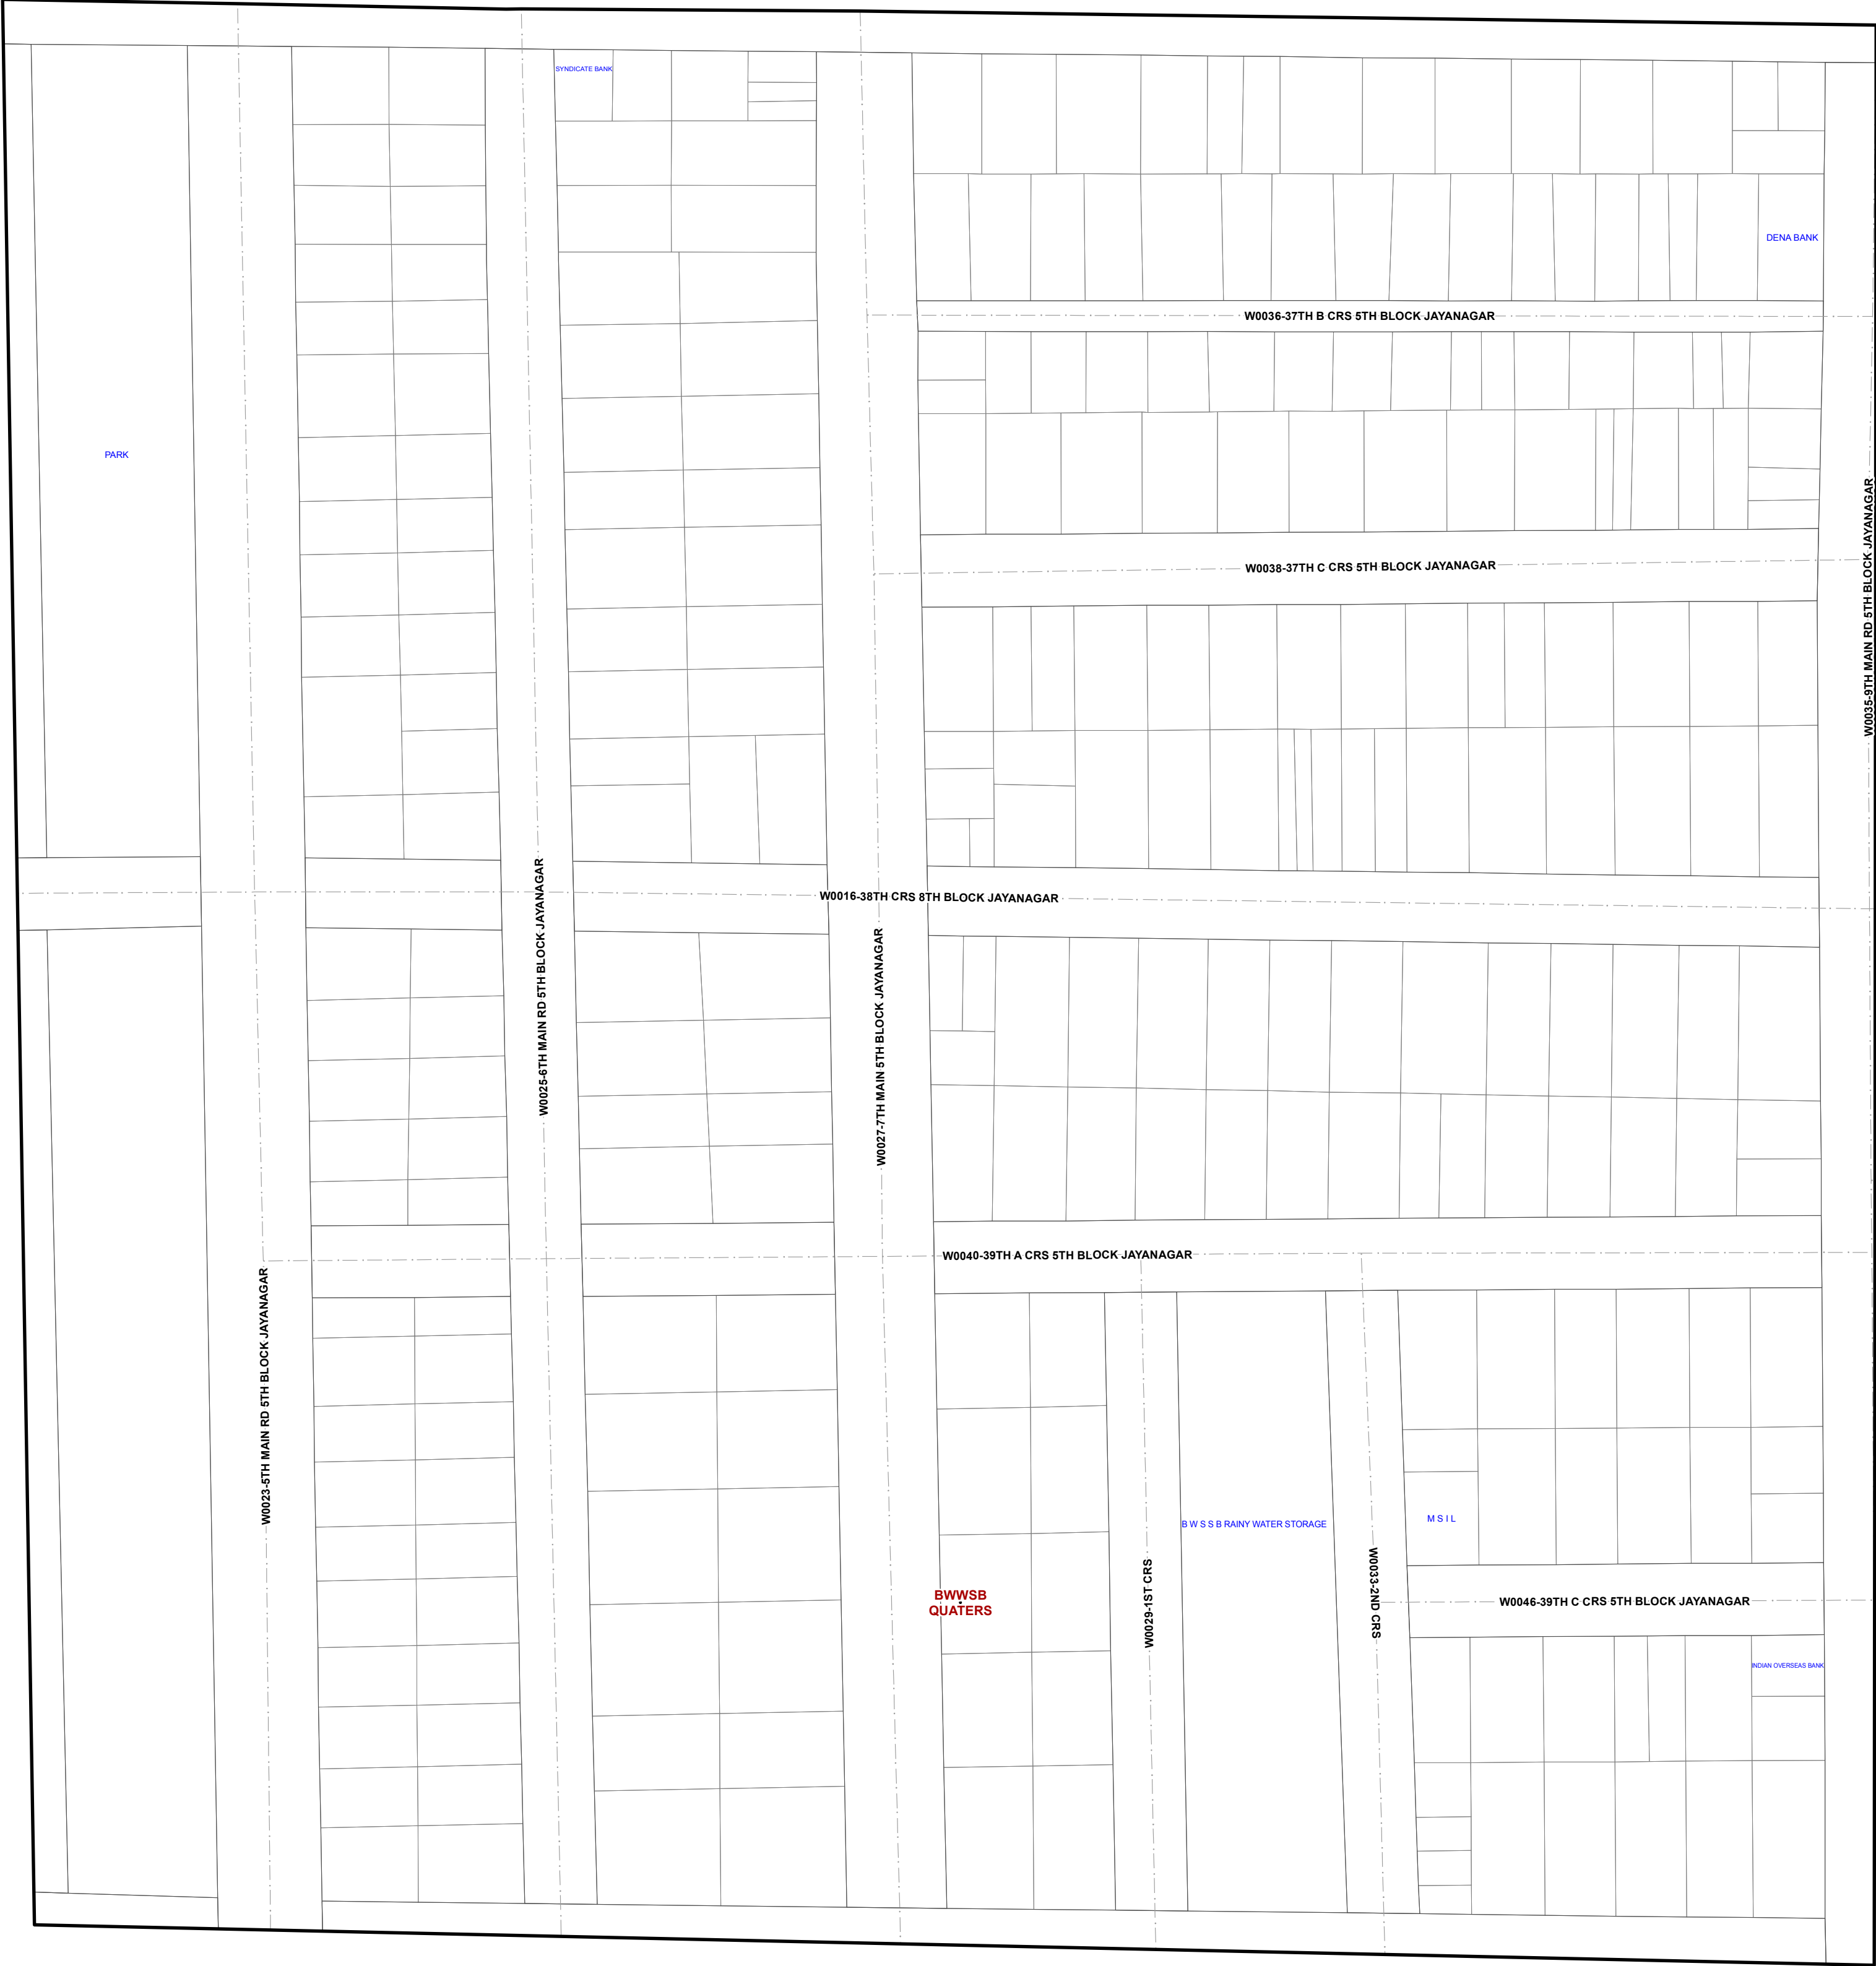 SYNDICATE BANK
DENA BANK
W0036-37TH B CRS 5TH BLOCK JAYANAGAR
PARK
W0038-37TH C CRS 5TH BLOCK JAYANAGAR
W0035-9TH MAIN RD 5TH BLOCK JAYANAGAR
W0016-38TH CRS 8TH BLOCK JAYANAGAR
W0025-6TH MAIN RD 5TH BLOCK JAYANAGAR
W0027-7TH MAIN 5TH BLOCK JAYANAGAR
W0040-39TH A CRS 5TH BLOCK JAYANAGAR
W0023-5TH MAIN RD 5TH BLOCK JAYANAGAR
B W S S B RAINY WATER STORAGE
M S I L
BWWSB
QUATERS
W0029-1ST CRS
W0033-2ND CRS
W0046-39TH C CRS 5TH BLOCK JAYANAGAR
INDIAN OVERSEAS BANK